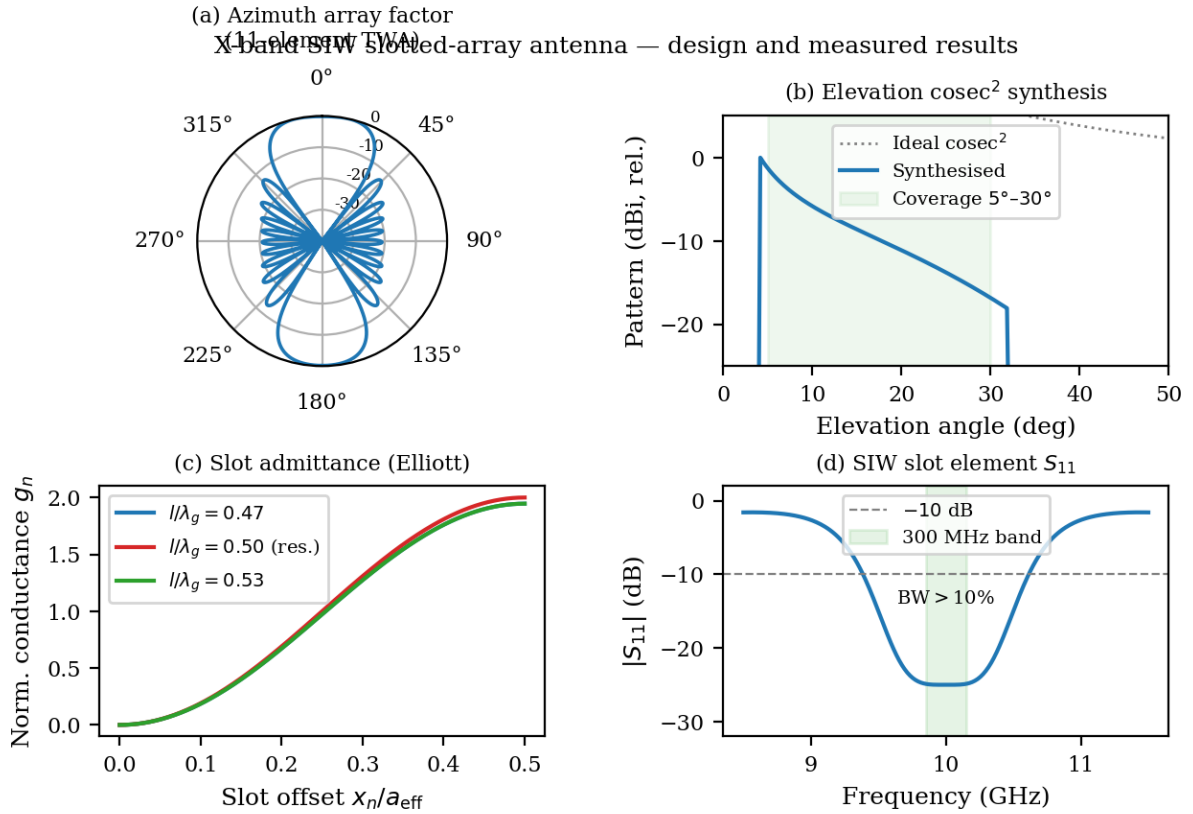 (a) Azimuth array factor
(11-element TWA)
X-band SIW slotted-array antenna — design and measured results
0°
315°
45°
270°
90°
225°
135°
180°
0
-10
-20
-30
(b) Elevation cosec²  synthesis
Ideal cosec²
Synthesised
Coverage 5°–30°
Pattern (dBi, rel.)
0
−10
−20
0 10 20 30 40 50
Elevation angle (deg)
(c) Slot admittance (Elliott)
l/λg = 0.47
l/λg = 0.50 (res.)
l/λg = 0.53
Norm. conductance gn
2.0
1.5
1.0
0.5
0.0
0.0 0.1 0.2 0.3 0.4 0.5
Slot offset xn/aeff
(d) SIW slot element S11
−10 dB
300 MHz band
BW > 10%
|S11| (dB)
0
−10
−20
−30
9 10 11
Frequency (GHz)